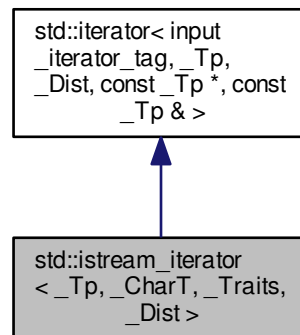 std::iterator< input
_iterator_tag, _Tp,
_Dist, const _Tp *, const
_Tp & >
std::istream_iterator
< _Tp, _CharT, _Traits,
_Dist >